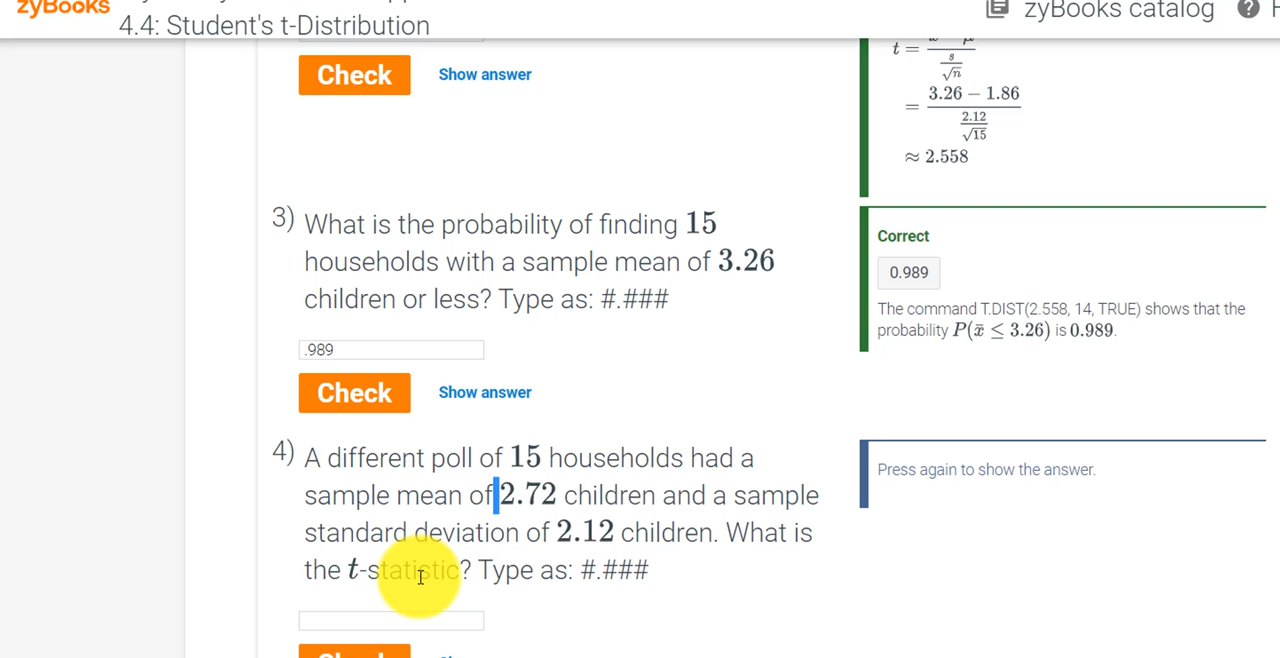 zyBooks
4.4: Student's t-Distribution
zyBooks catalog
Check Show answer
t =
s
√n
= 3.26 − 1.86
2.12
√15
≈ 2.558
3) What is the probability of finding 15
households with a sample mean of 3.26
children or less? Type as: #.###
.989
Check Show answer
Correct
0.989
The command T.DIST(2.558, 14, TRUE) shows that the
probability P(x̄ ≤ 3.26) is 0.989.
4) A different poll of 15 households had a
sample mean of 2.72 children and a sample
standard deviation of 2.12 children. What is
the t-statistic? Type as: #.###
Press again to show the answer.
Check